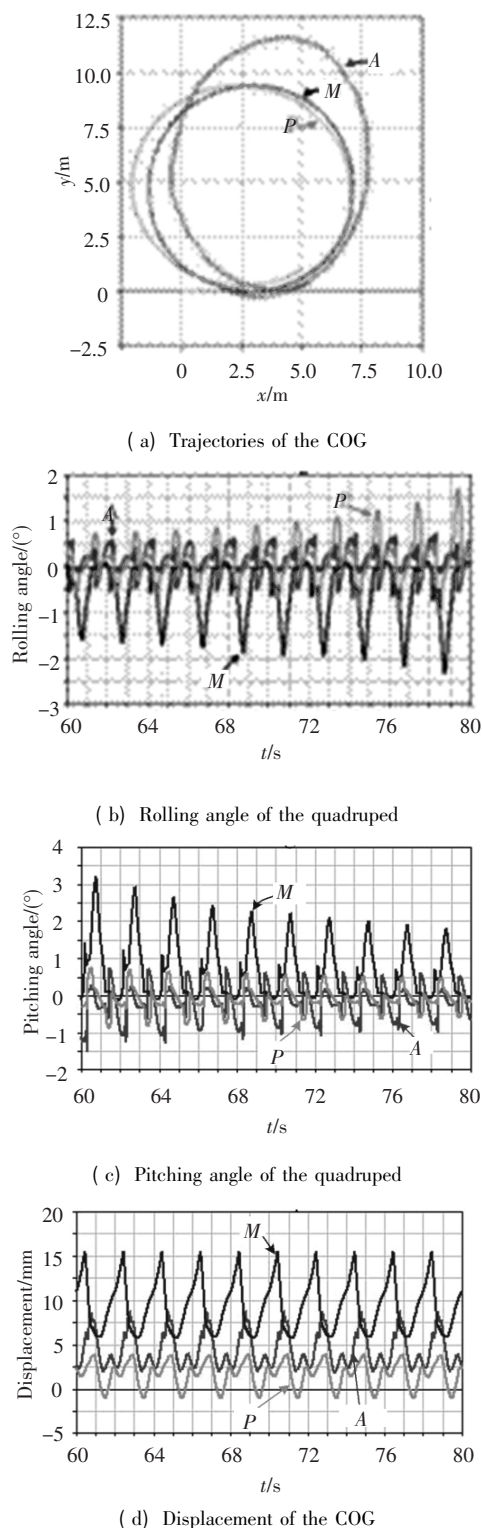 12.5
10.0
7.5
5.0
2.5
0
−2.5
y/m
A
M
P
0 2.5 5.0 7.5 10.0
x/m
( a) Trajectories of the COG
2
1
0
−1
−2
−3
Rolling angle/(°)
A
P
M
60 64 68 72 76 80
t/s
( b) Rolling angle of the quadruped
4
3
2
1
0
-1
-2
Pitching angle/(°)
M
P
A
60 64 68 72 76 80
t/s
( c) Pitching angle of the quadruped
20
15
10
5
0
-5
Displacement/mm
M
P
A
60 64 68 72 76 80
t/s
( d) Displacement of the COG